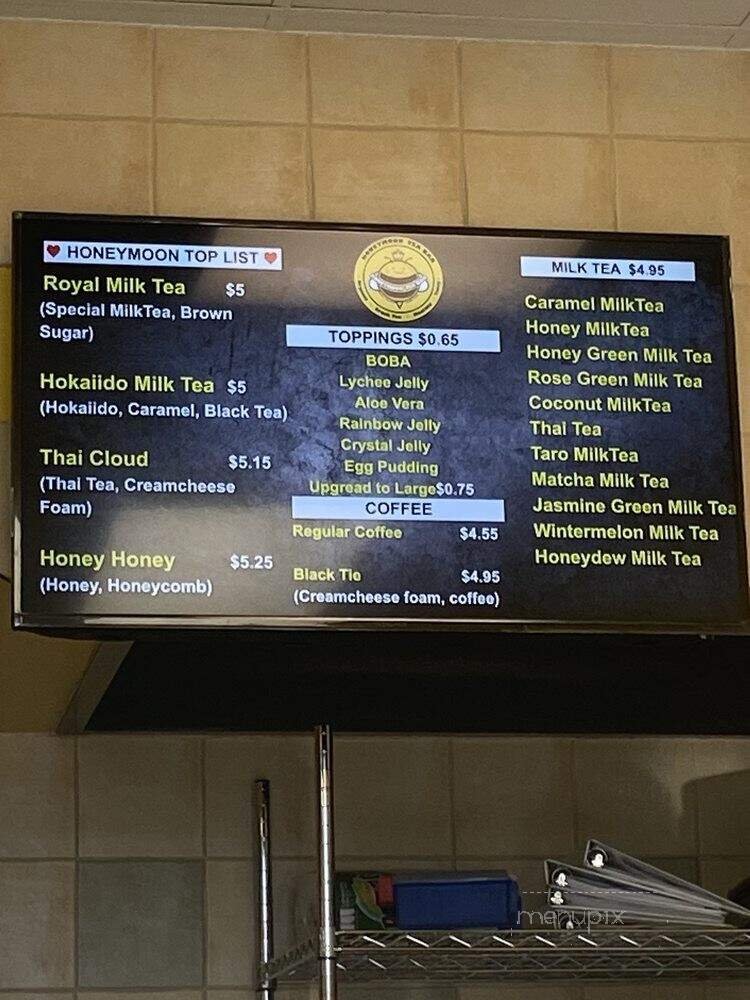 HONEYMOON TOP LIST
Royal Milk Tea $5
(Special MilkTea, Brown
Sugar)
Hokaiido Milk Tea $5
(Hokaiido, Caramel, Black Tea)
Thai Cloud $5.15
(Thai Tea, Creamcheese
Foam)
Honey Honey $5.25
(Honey, Honeycomb)
HONEYMOON TEA BAR
TOPPINGS $0.65
BOBA
Lychee Jelly
Aloe Vera
Rainbow Jelly
Crystal Jelly
Egg Pudding
Upgread to Large$0.75
COFFEE
Regular Coffee $4.55
Black Tie $4.95
(Creamcheese foam, coffee)
MILK TEA $4.95
Caramel MilkTea
Honey MilkTea
Honey Green Milk Tea
Rose Green Milk Tea
Coconut MilkTea
Thai Tea
Taro MilkTea
Matcha Milk Tea
Jasmine Green Milk Tea
Wintermelon Milk Tea
Honeydew Milk Tea
menupix